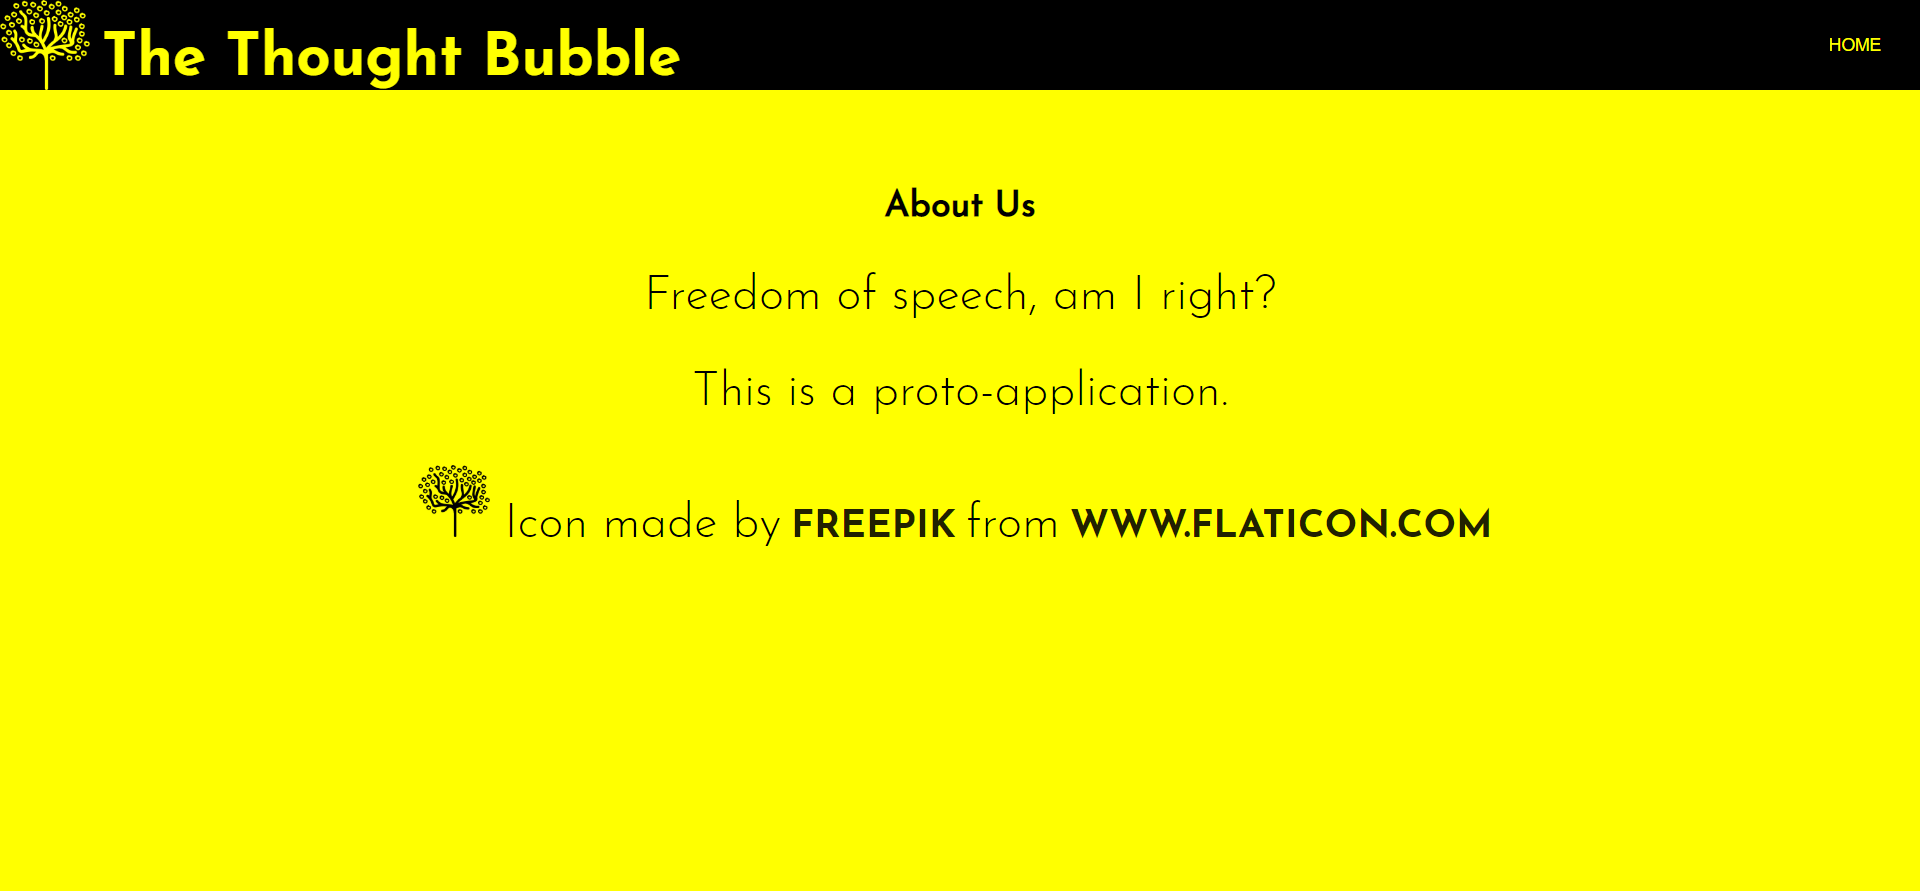 The Thought Bubble
HOME
About Us
Freedom of speech, am I right?
This is a proto-application.
Icon made by FREEPIK from WWW.FLATICON.COM